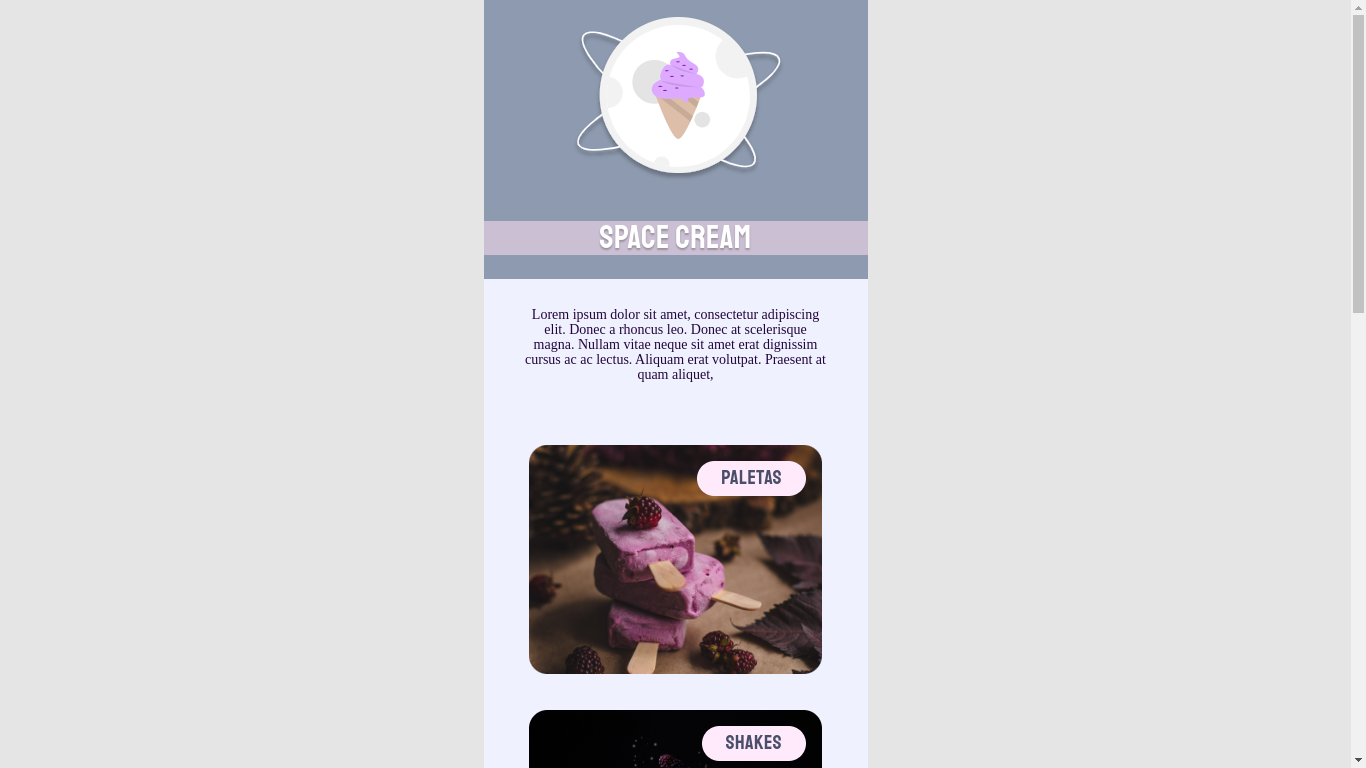 SPACE CREAM
Lorem ipsum dolor sit amet, consectetur adipiscing
elit. Donec a rhoncus leo. Donec at scelerisque
magna. Nullam vitae neque sit amet erat dignissim
cursus ac ac lectus. Aliquam erat volutpat. Praesent at
quam aliquet,
PALETAS
SHAKES